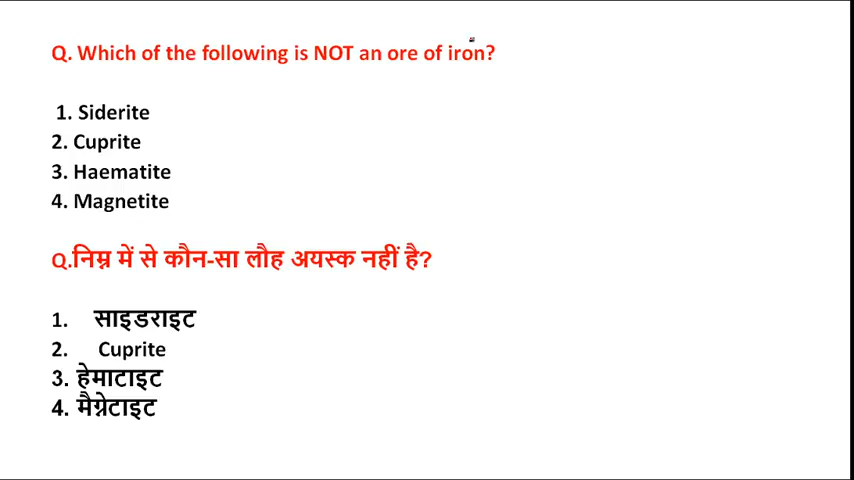 Q. Which of the following is NOT an ore of iron?
1. Siderite
2. Cuprite
3. Haematite
4. Magnetite
Q.निम्न में से कौन-सा लौह अयस्क नहीं है?
1. साइडराइट
2. Cuprite
3. हेमाटाइट
4. मैग्नेटाइट